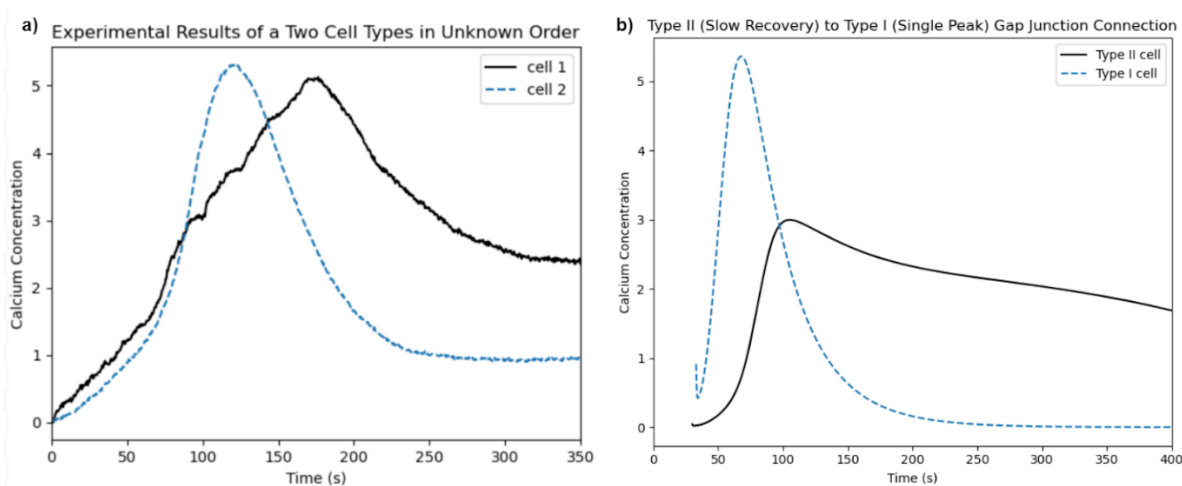 a) Experimental Results of a Two Cell Types in Unknown Order
cell 1
cell 2
5
4
3
2
1
0
Calcium Concentration
0 50 100 150 200 250 300 350
Time (s)
b) Type II (Slow Recovery) to Type I (Single Peak) Gap Junction Connection
Type II cell
Type I cell
5
4
3
2
1
0
Calcium Concentration
0 50 100 150 200 250 300 350 400
Time (s)